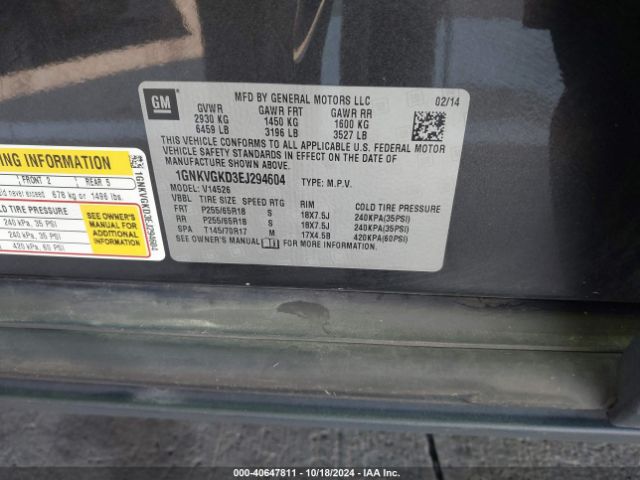 GM
MFD BY GENERAL MOTORS LLC 02/14
GVWR GAWR FRT GAWR RR
2930 KG 1450 KG 1600 KG
6459 LB 3196 LB 3527 LB
THIS VEHICLE CONFORMS TO ALL APPLICABLE U.S. FEDERAL MOTOR
VEHICLE SAFETY STANDARDS IN EFFECT ON THE DATE OF
MANUFACTURE SHOWN ABOVE.
1GNKVGKD3EJ294604 TYPE: M.P.V.
MODEL: V14526
VBBL TIRE SIZE SPEED RTG RIM COLD TIRE PRESSURE
FRT P255/65R18 S 18X7.5J 240KPA(35PSI)
RR P255/65R18 S 18X7.5J 240KPA(35PSI)
SPA T145/70R17 M 17X4.5B 420KPA(60PSI)
SEE OWNER'S MANUAL FOR MORE INFORMATION.
ING INFORMATION
FRONT 2 REAR 5
never exceed 678 kg or 1496 lbs.
COLD TIRE PRESSURE
240 KPA, 35 PSI
240 KPA, 35 PSI
420 KPA, 60 PSI
SEE OWNER'S
MANUAL FOR
ADDITIONAL
INFORMATION
1GNKVGKD3EJ294604
000-40647811 - 10/18/2024 - IAA Inc.